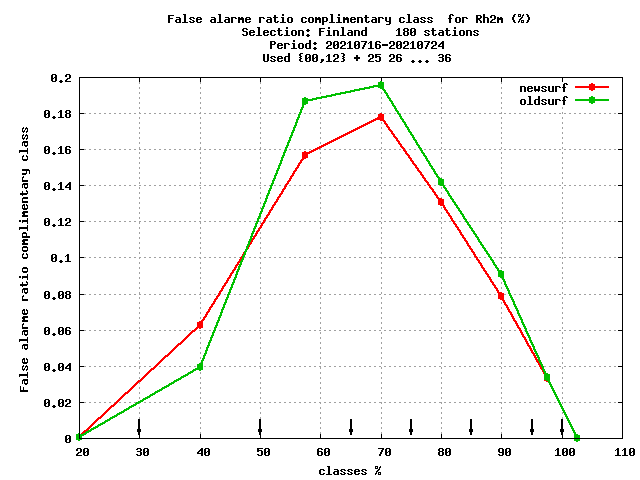 False alarme ratio complimentary class  for Rh2m (%)
Selection: Finland    180 stations
Period: 20210716-20210724
Used {00,12} + 25 26 ... 36
newsurf
oldsurf
False alarme ratio complimentary class
0.2
0.18
0.16
0.14
0.12
0.1
0.08
0.06
0.04
0.02
0
20 30 40 50 60 70 80 90 100 110
classes %